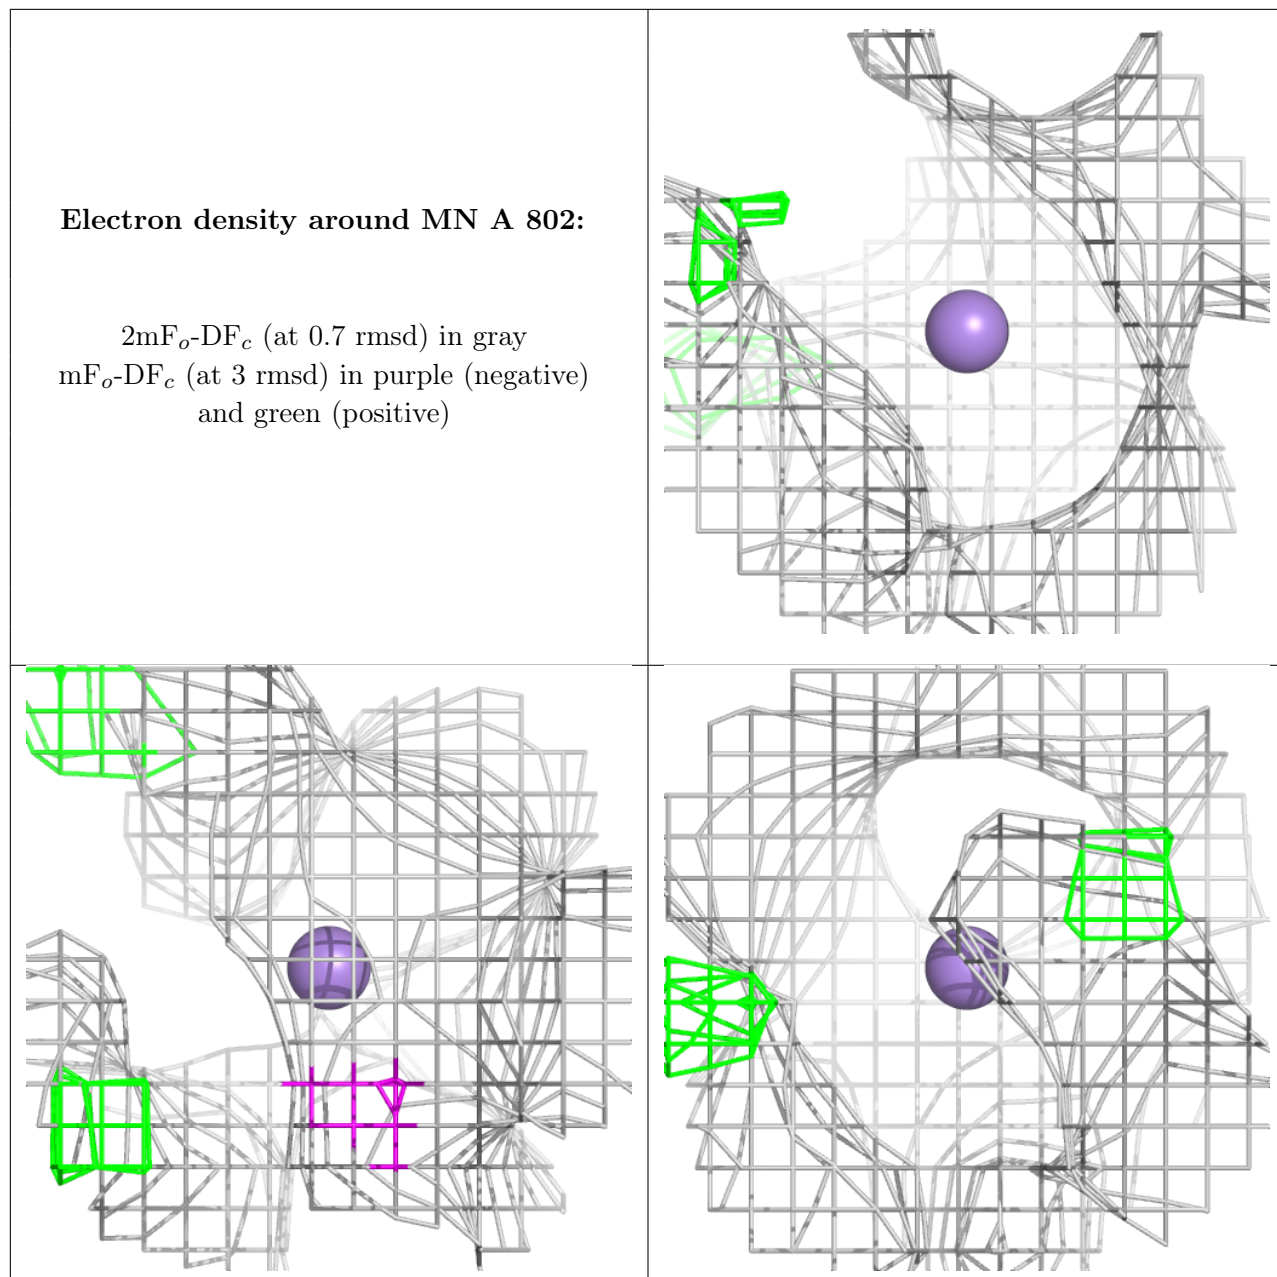 Electron density around MN A 802:
2mFo-DFc (at 0.7 rmsd) in gray
mFo-DFc (at 3 rmsd) in purple (negative)
and green (positive)